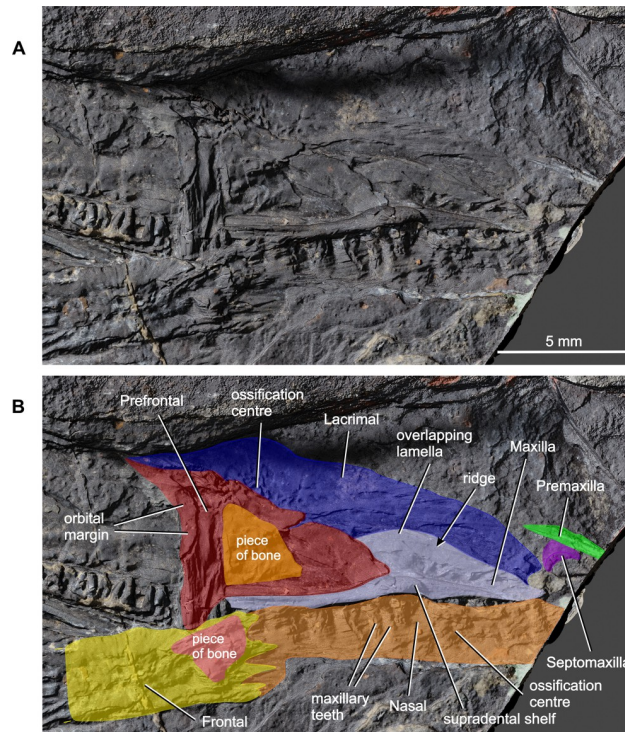 A
5 mm
B
Prefrontal
ossification
centre
Lacrimal
overlapping
lamella
Maxilla
ridge
Premaxilla
orbital
margin
piece
of bone
piece
of bone
Septomaxilla
maxillary
teeth
Nasal
ossification
centre
Frontal
supradental shelf